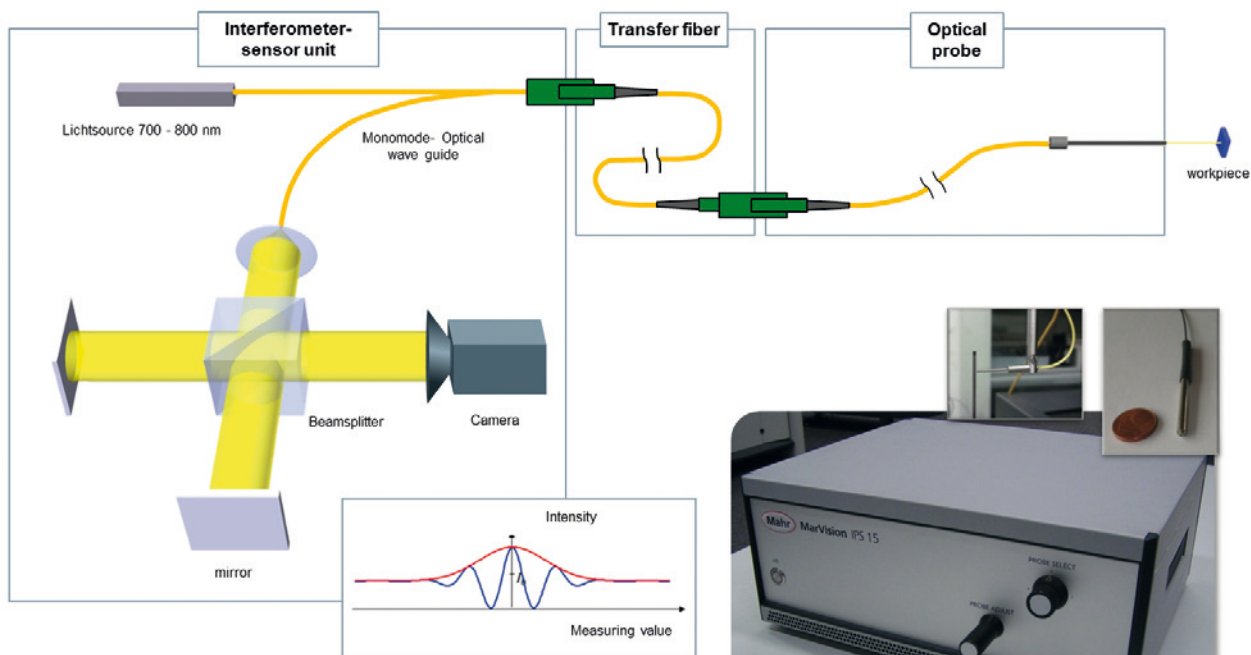 Interferometer-
sensor unit
Transfer fiber
Optical
probe
Lichtsource 700 - 800 nm
Monomode- Optical
wave guide
workpiece
Beamsplitter
Camera
mirror
Intensity
Measuring value
Mahr MarVision IPS 15
PROBE SELECT
PROBE ADJUST